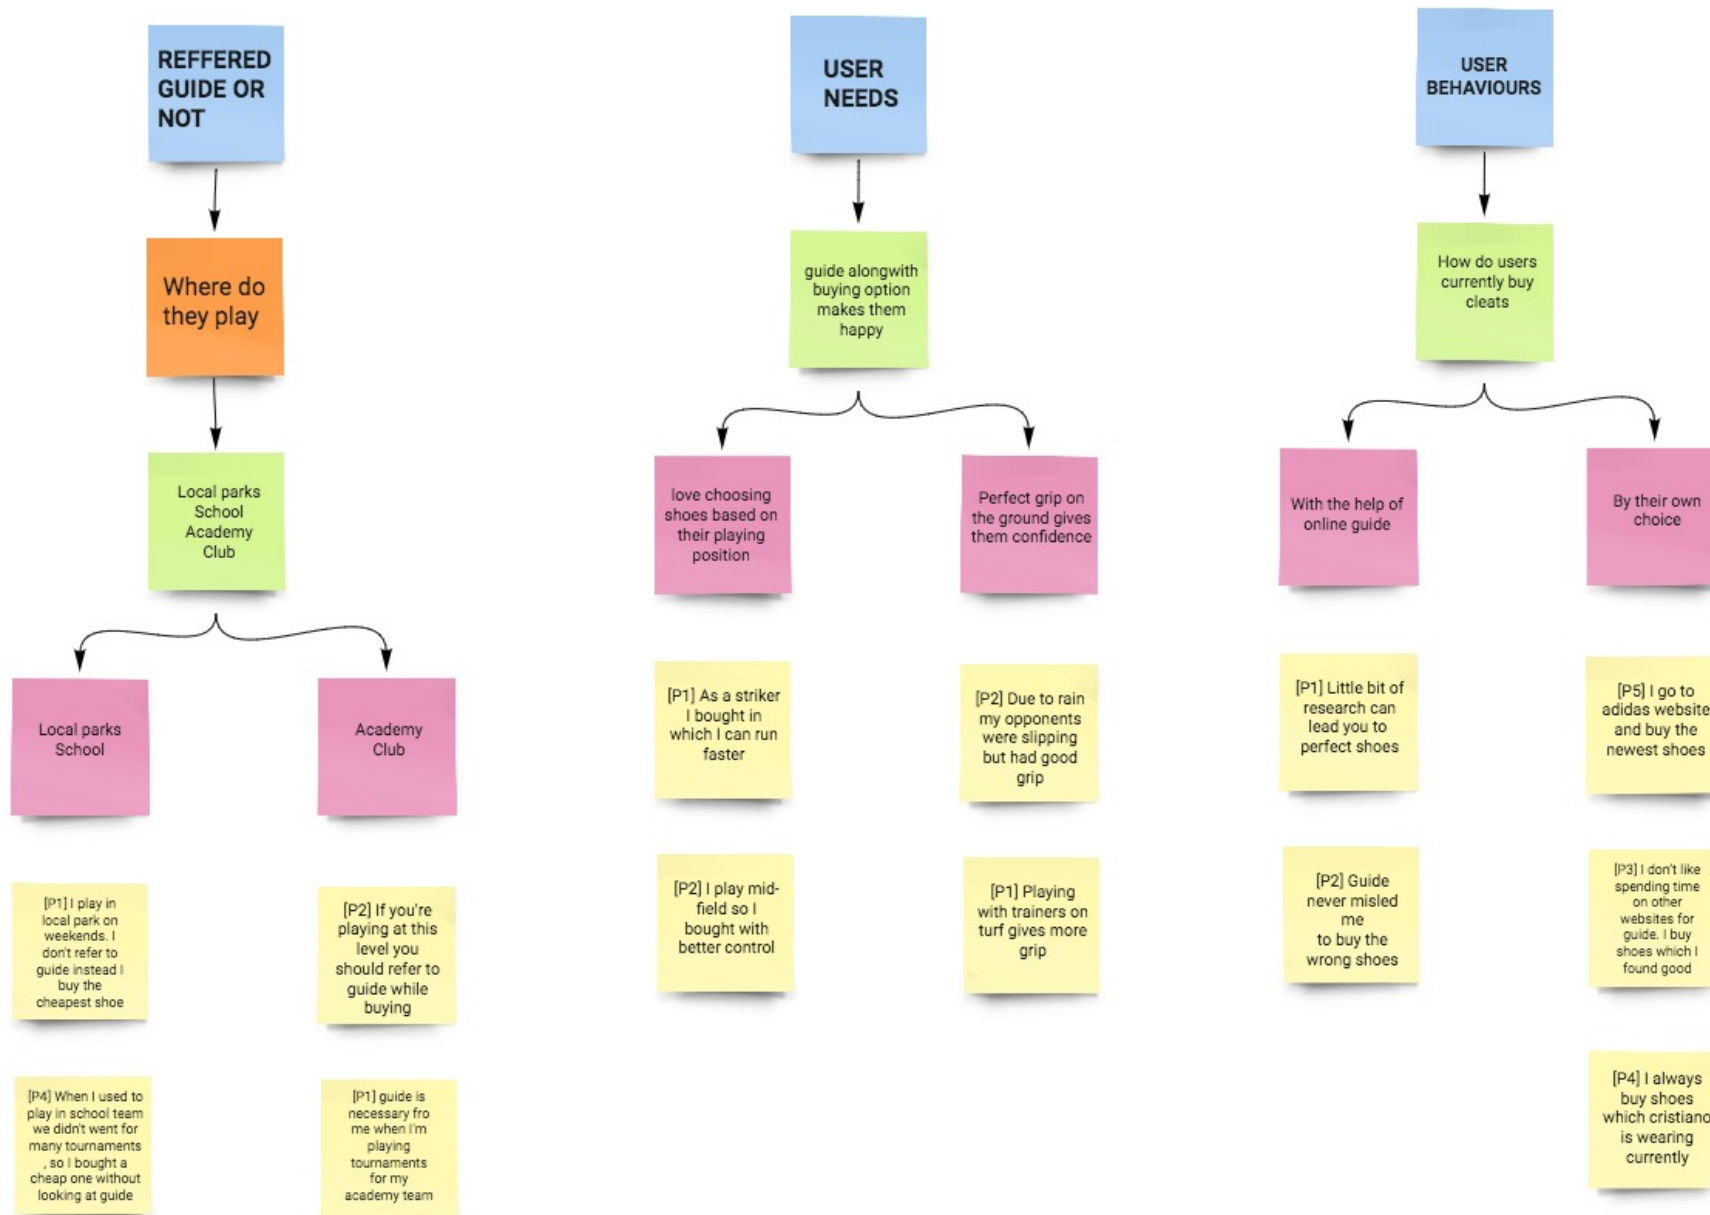 REFFERED
GUIDE OR
NOT
Where do
they play
Local parks
School
Academy
Club
Local parks
School
[P1] I play in
local park on
weekends. I
don't refer to
guide instead I
buy the
cheapest shoe
[P4] When I used to
play in school team
we didn't went for
many tournaments
, so I bought a
cheap one without
looking at guide
Academy
Club
[P2] If you're
playing at this
level you
should refer to
guide while
buying
[P1] guide is
necessary fro
me when I'm
playing
tournaments
for my
academy team
USER
NEEDS
guide alongwith
buying option
makes them
happy
love choosing
shoes based on
their playing
position
[P1] As a striker
I bought in
which I can run
faster
[P2] I play mid-
field so I
bought with
better control
Perfect grip on
the ground gives
them confidence
[P2] Due to rain
my opponents
were slipping
but had good
grip
[P1] Playing
with trainers on
turf gives more
grip
USER
BEHAVIOURS
How do users
currently buy
cleats
With the help of
online guide
[P1] Little bit of
research can
lead you to
perfect shoes
[P2] Guide
never misled
me
to buy the
wrong shoes
By their own
choice
[P5] I go to
adidas website
and buy the
newest shoes
[P3] I don't like
spending time
on other
websites for
guide. I buy
shoes which I
found good
[P4] I always
buy shoes
which cristiano
is wearing
currently